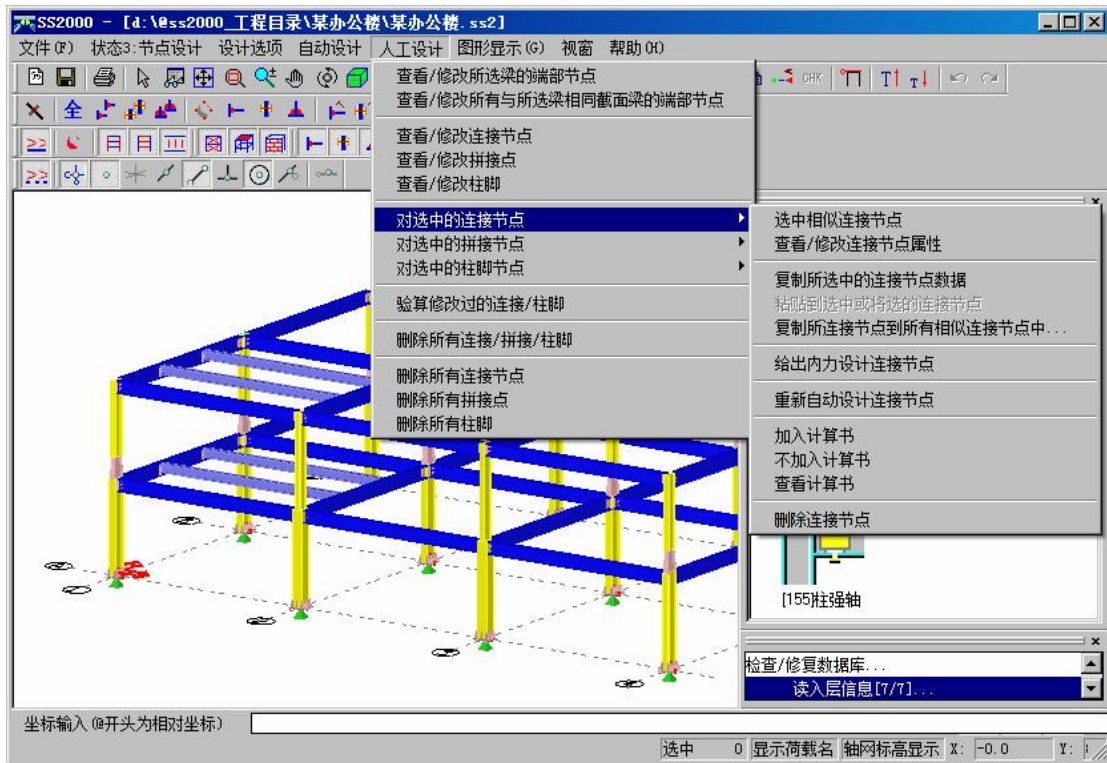 SS2000 - [d:\@ss2000_工程目录\某办公楼\某办公楼.ss2]
文件(F) 状态3:节点设计 设计选项 自动设计 人工设计 图形显示(G) 视窗 帮助(H)
查看/修改所选梁的端部节点
查看/修改所有与所选梁相同截面梁的端部节点
查看/修改连接节点
查看/修改拼接点
查看/修改柱脚
对选中的连接节点
对选中的拼接节点
对选中的柱脚节点
验算修改过的连接/柱脚
删除所有连接/拼接/柱脚
删除所有连接节点
删除所有拼接点
删除所有柱脚
选中相似连接节点
查看/修改连接节点属性
复制所选中的连接节点数据
粘贴到选中或将选的连接节点
复制所连接节点到所有相似连接节点中...
给出内力设计连接节点
重新自动设计连接节点
加入计算书
不加入计算书
查看计算书
删除连接节点
全
CHK
[155]柱强轴
检查/修复数据库...
读入层信息[7/7]...
坐标输入(@开头为相对坐标)
选中 0 显示荷载名 轴网标高显示 X: -0.0 Y: